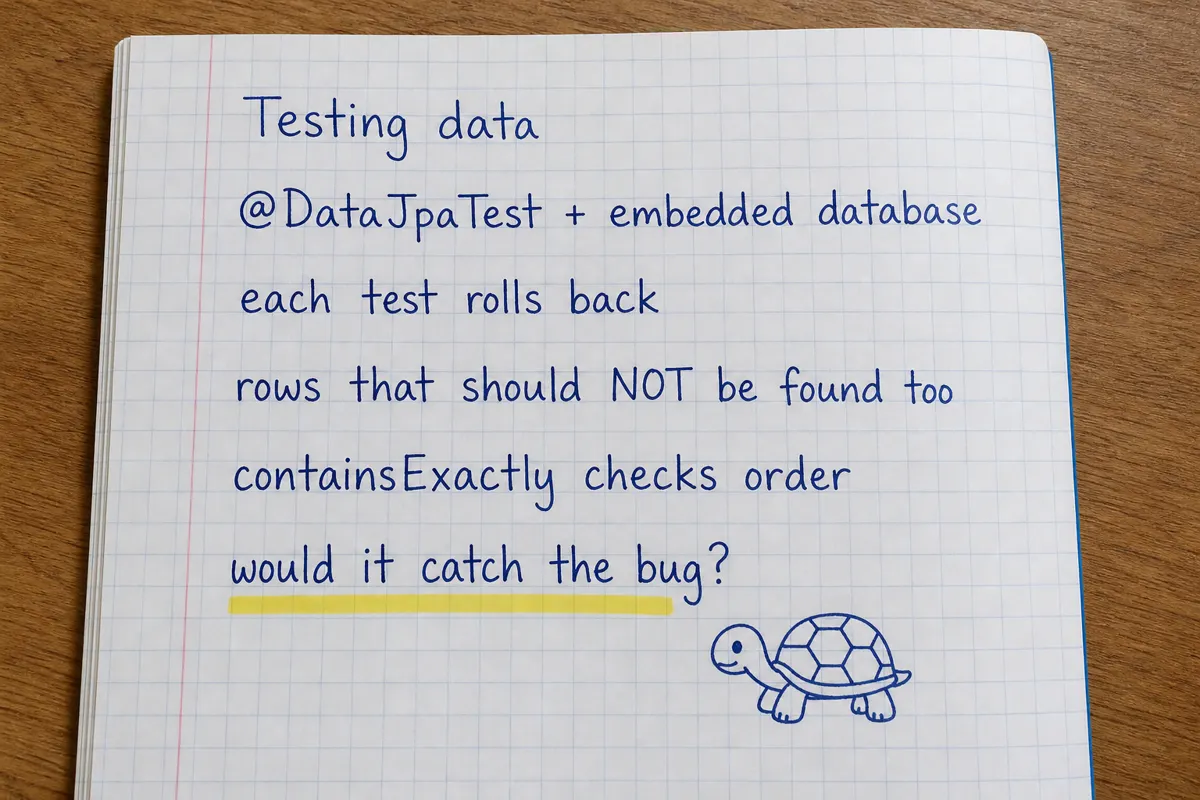 Testing data
@DataJpaTest + embedded database
each test rolls back
rows that should NOT be found too
containsExactly checks order
would it catch the bug?